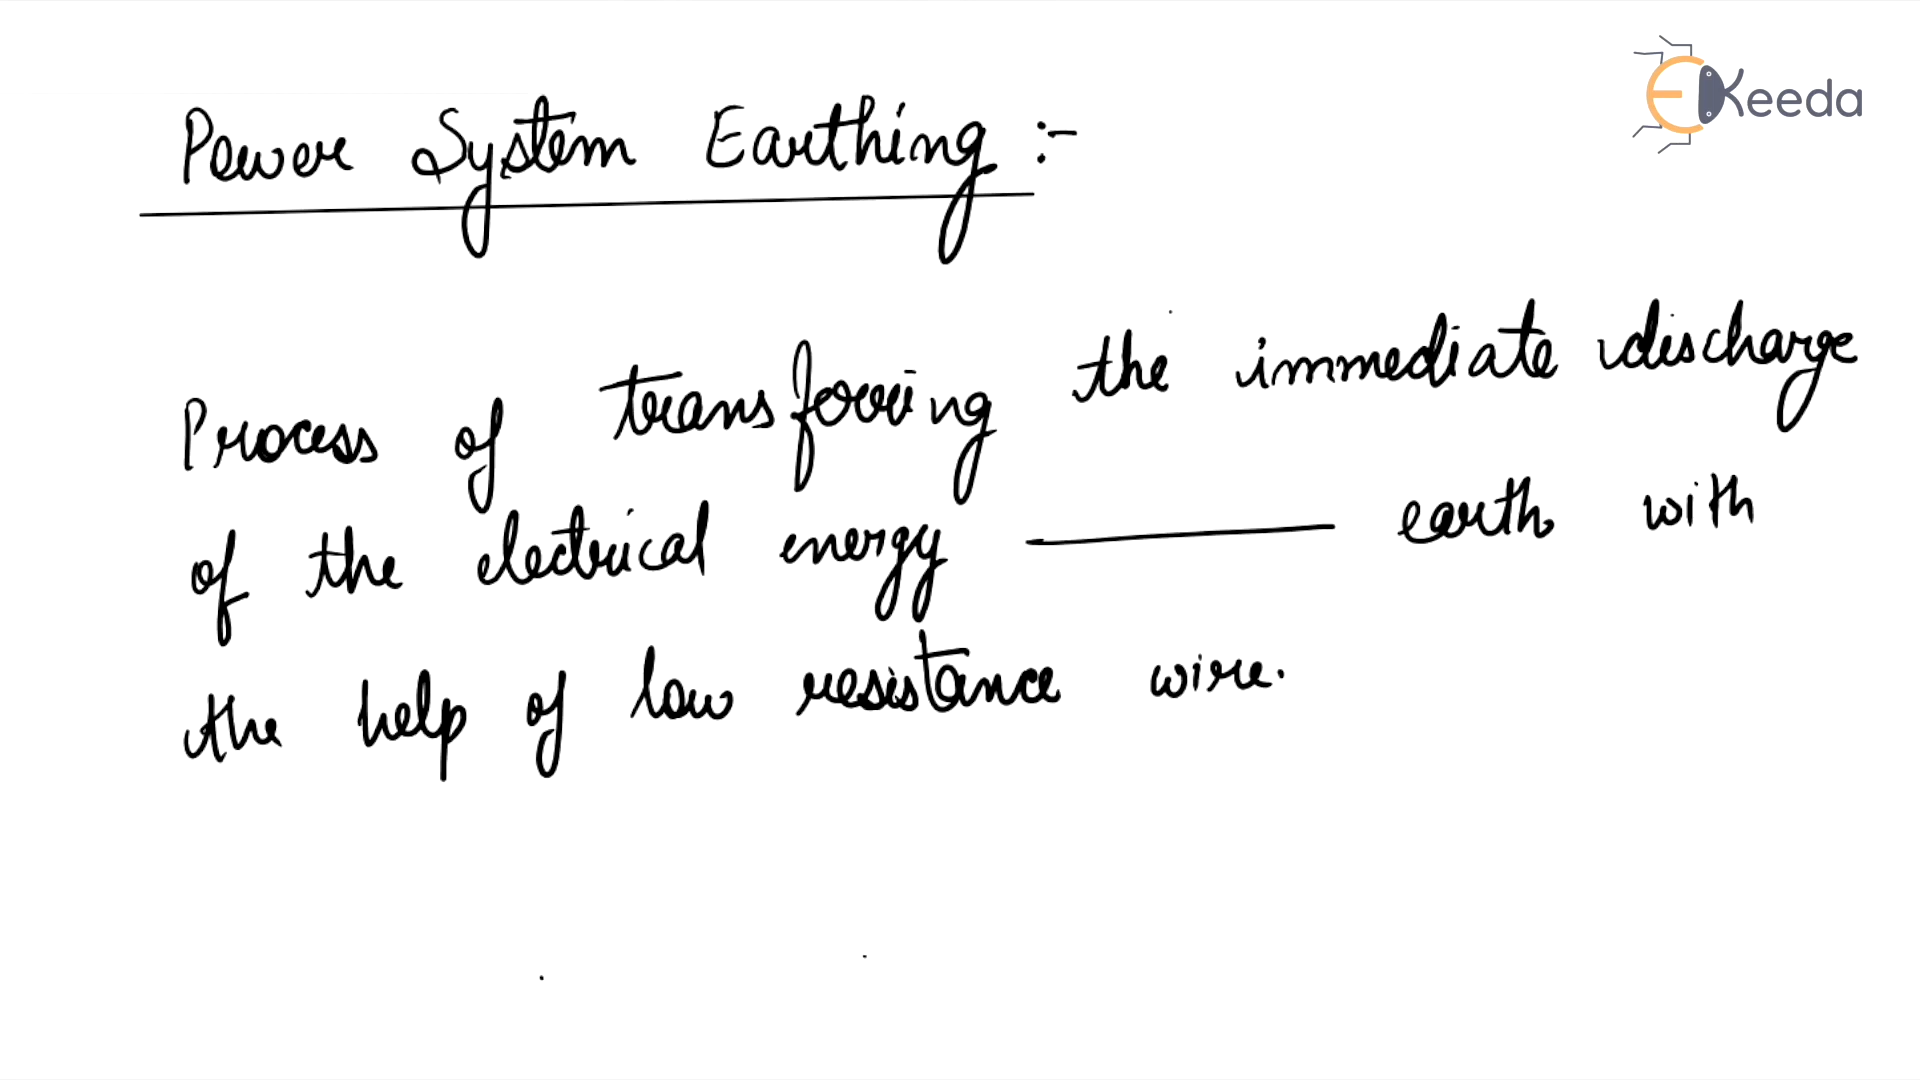 EKeeda
Power System Earthing :-
Process of transferring the immediate discharge
of the electrical energy ——— earth with
the help of low resistance wire.